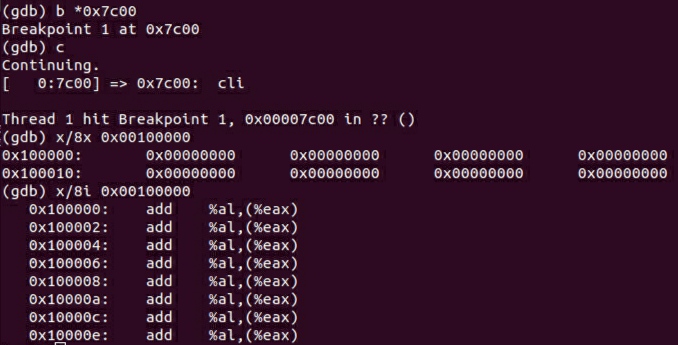 (gdb) b *0x7c00
Breakpoint 1 at 0x7c00
(gdb) c
Continuing.
[   0:7c00] => 0x7c00:  cli
Thread 1 hit Breakpoint 1, 0x00007c00 in ?? ()
(gdb) x/8x 0x00100000
0x100000:       0x00000000      0x00000000      0x00000000      0x00000000
0x100010:       0x00000000      0x00000000      0x00000000      0x00000000
(gdb) x/8i 0x00100000
   0x100000:    add    %al,(%eax)
   0x100002:    add    %al,(%eax)
   0x100004:    add    %al,(%eax)
   0x100006:    add    %al,(%eax)
   0x100008:    add    %al,(%eax)
   0x10000a:    add    %al,(%eax)
   0x10000c:    add    %al,(%eax)
   0x10000e:    add    %al,(%eax)